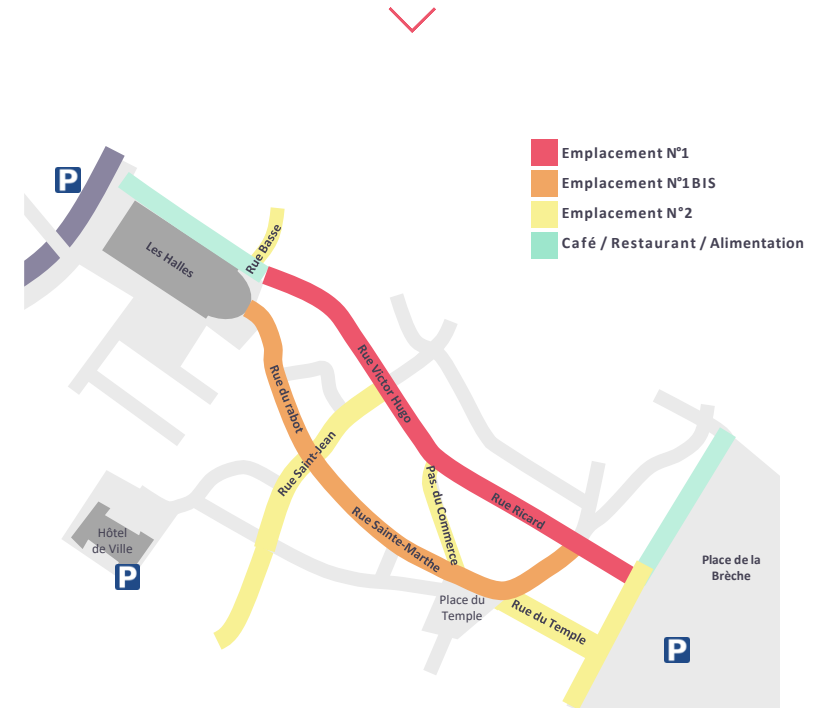 Emplacement N°1
Emplacement N°1BIS
Emplacement N°2
Café / Restaurant / Alimentation
P
Rue Basse
Les Halles
Rue Victor Hugo
Rue du rabot
Rue Saint-Jean
Pas. du Commerce
Rue Ricard
Rue Sainte-Marthe
Hôtel
de Ville
P
Place de la
Brèche
Place du
Temple
Rue du Temple
P